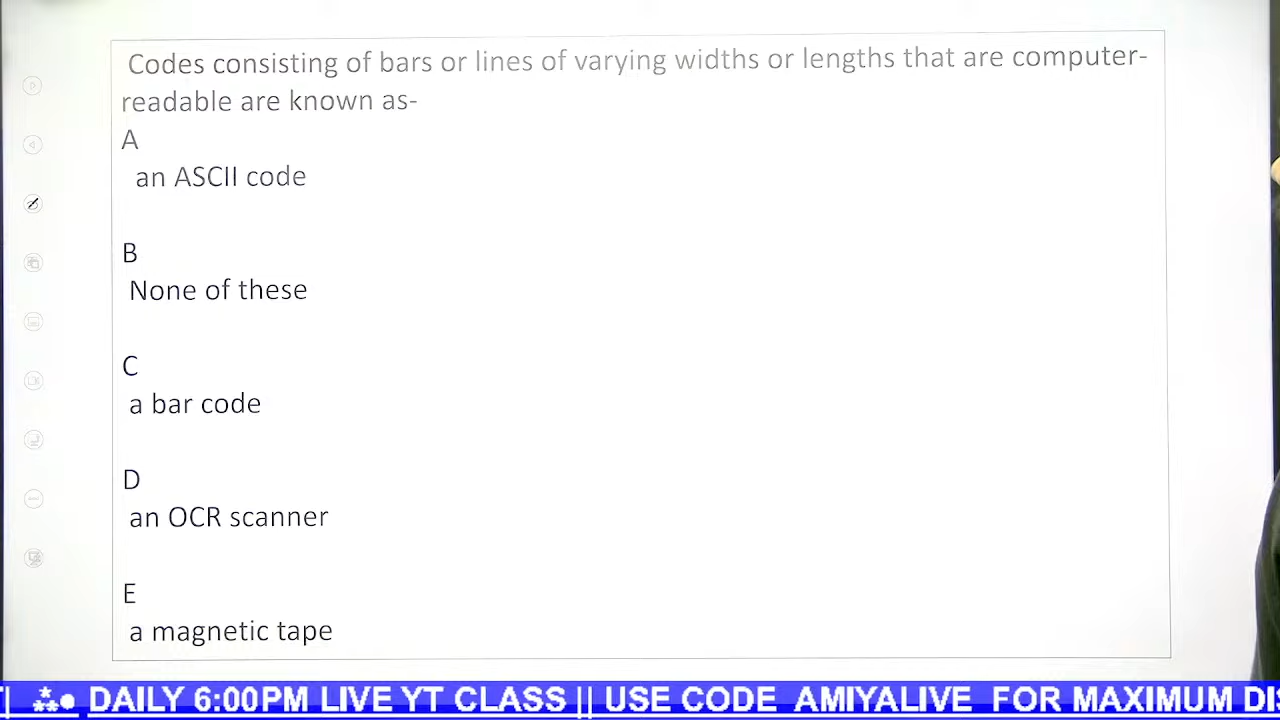 Codes consisting of bars or lines of varying widths or lengths that are computer-
readable are known as-
A
an ASCII code
B
None of these
C
a bar code
D
an OCR scanner
E
a magnetic tape
DAILY 6:00PM LIVE YT CLASS || USE CODE AMIYALIVE FOR MAXIMUM